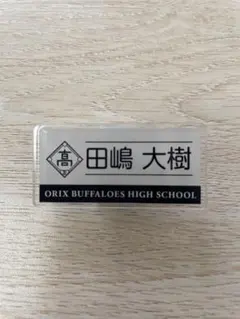 高
田嶋 大樹
ORIX BUFFALOES HIGH SCHOOL